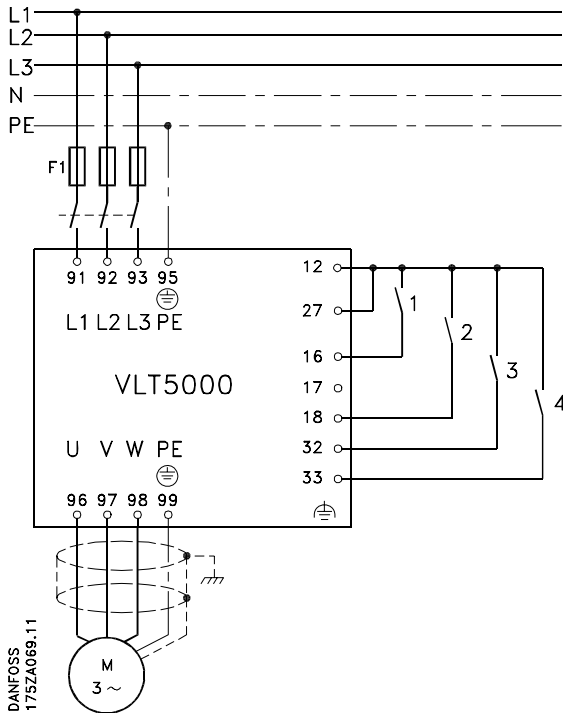 L1
L2
L3
N
PE
F1
91 92 93 95
L1 L2 L3 PE
VLT5000
U V W PE
96 97 98 99
12
27
16
17
18
32
33
1
2
3
4
M
3 ~
DANFOSS
175ZA069.11